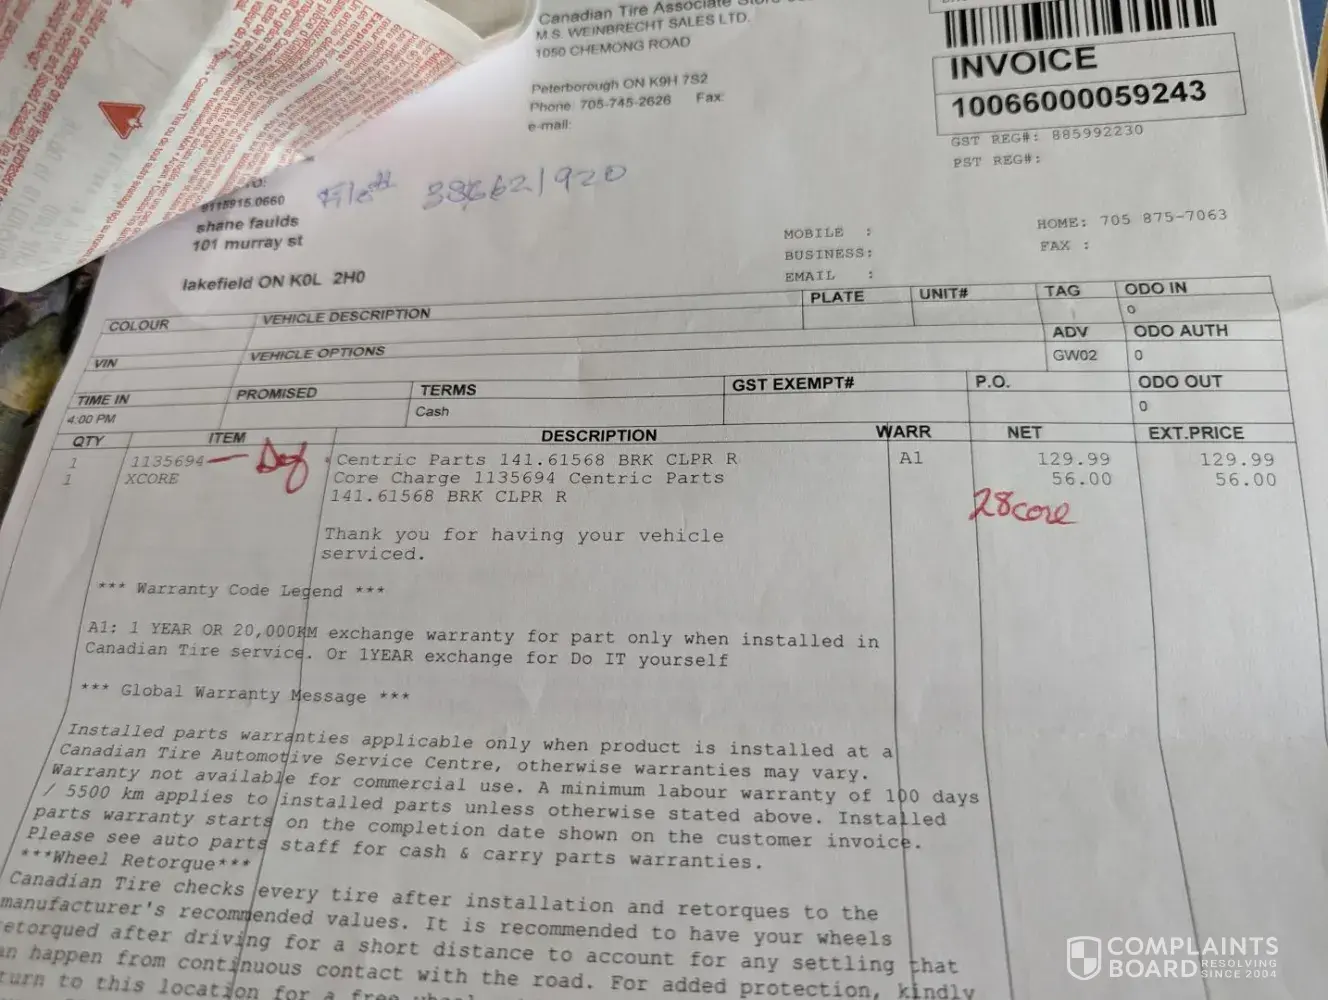 Canadian Tire Associate Store
M.S. WEINBRECHT SALES LTD.
1050 CHEMONG ROAD
Peterborough ON K9H 7S2
Phone: 705-745-2626 Fax:
e-mail:
INVOICE
10066000059243
GST REG#: 885992230
PST REG#:
TO:
9115915.0660
File#
shane faulds
101 murray st
lakefield ON K0L 2H0
MOBILE :
BUSINESS:
EMAIL :
HOME: 705 875-7063
FAX :
COLOUR VEHICLE DESCRIPTION PLATE UNIT# TAG ODO IN
0
VIN VEHICLE OPTIONS ADV ODO AUTH
GW02 0
TIME IN PROMISED TERMS GST EXEMPT# P.O. ODO OUT
4:00 PM Cash 0
QTY ITEM DESCRIPTION WARR NET EXT.PRICE
1 1135694 Def Centric Parts 141.61568 BRK CLPR R A1 129.99 129.99
1 XCORE Core Charge 1135694 Centric Parts 56.00 56.00
141.61568 BRK CLPR R
28core
Thank you for having your vehicle
serviced.
*** Warranty Code Legend ***
A1: 1 YEAR OR 20,000KM exchange warranty for part only when installed in
Canadian Tire service. Or 1YEAR exchange for Do IT yourself
*** Global Warranty Message ***
Installed parts warranties applicable only when product is installed at a
Canadian Tire Automotive Service Centre, otherwise warranties may vary.
Warranty not available for commercial use. A minimum labour warranty of 100 days
/ 5500 km applies to installed parts unless otherwise stated above. Installed
parts warranty starts on the completion date shown on the customer invoice.
Please see auto parts staff for cash & carry parts warranties.
***Wheel Retorque***
Canadian Tire checks every tire after installation and retorques to the
manufacturer's recommended values. It is recommended to have your wheels
retorqued after driving for a short distance to account for any settling that
can happen from continuous contact with the road. For added protection, kindly
return to this location for a free
COMPLAINTS
BOARD RESOLVING
SINCE 2004